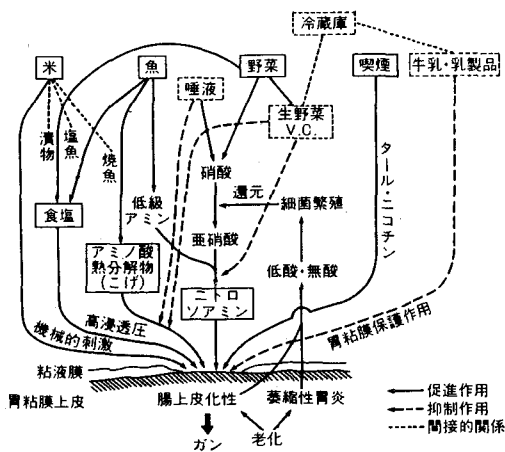 冷蔵庫
米
魚
野菜
喫煙
牛乳・乳製品
唾液
生野菜
V.C.
漬物
塩魚
焼魚
硝酸
還元
細菌繁殖
タール・ニコチン
食塩
低級
アミン
亜硝酸
アミノ酸
熱分解物
(こげ)
低酸・無酸
ニトロ
ソアミン
高浸透圧
機械的刺激
胃粘膜保護作用
粘液膜
胃粘膜上皮
腸上皮化性
萎縮性胃炎
ガン
老化
促進作用
抑制作用
間接的関係